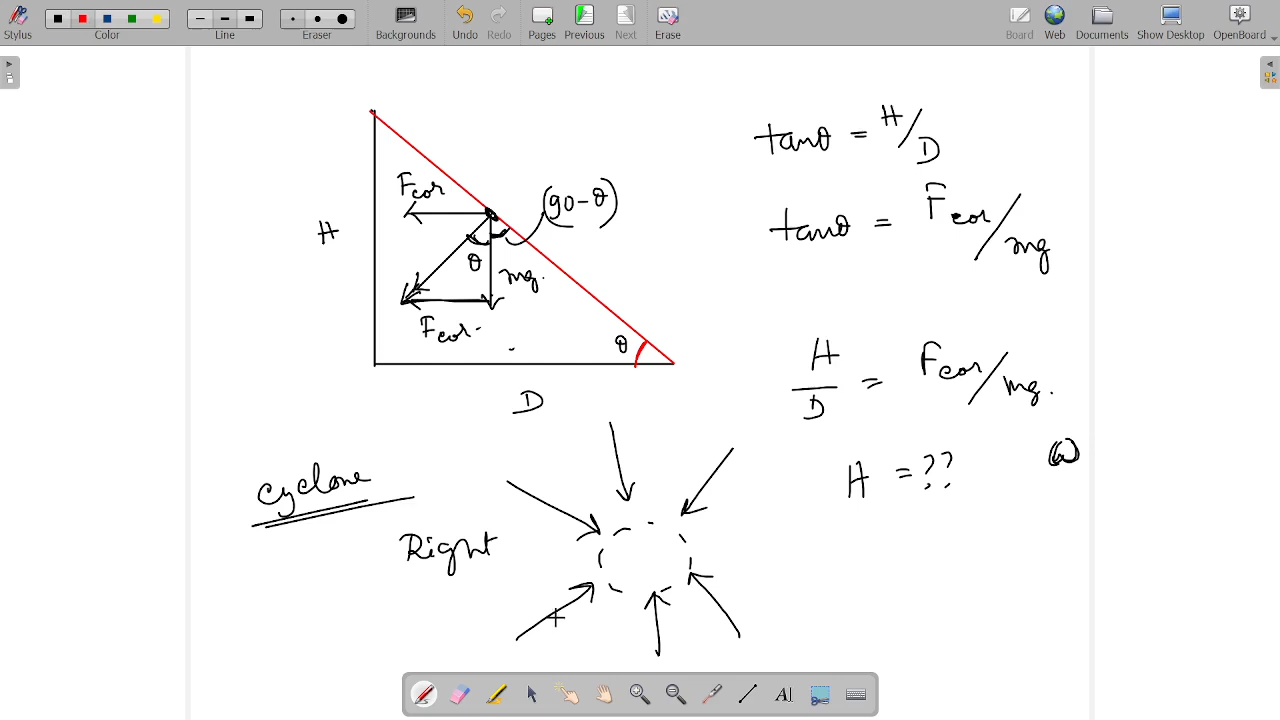 Stylus
Color
Line
Eraser
Backgrounds
Undo
Redo
Pages
Previous
Next
Erase
Board
Web
Documents
Show Desktop
OpenBoard
tanθ = H/D
Fcor
(90-θ)
H
tanθ = Fcor/mg
θ
mg.
Fcor
θ
H/D = Fcor/mg.
D
H = ??
cyclone
Right
AI